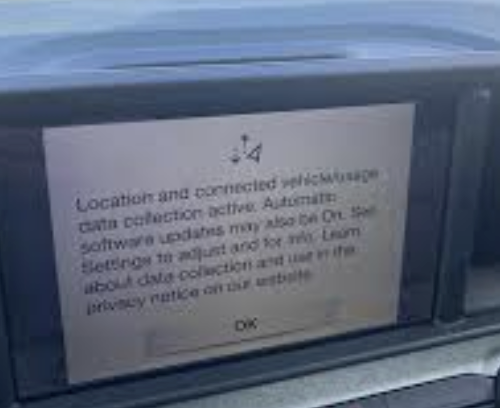 Location and connected vehicle/usage
data collection active. Automatic
software updates may also be On. See
Settings to adjust and for info. Learn
about data collection and use in the
privacy notice on our website.
OK